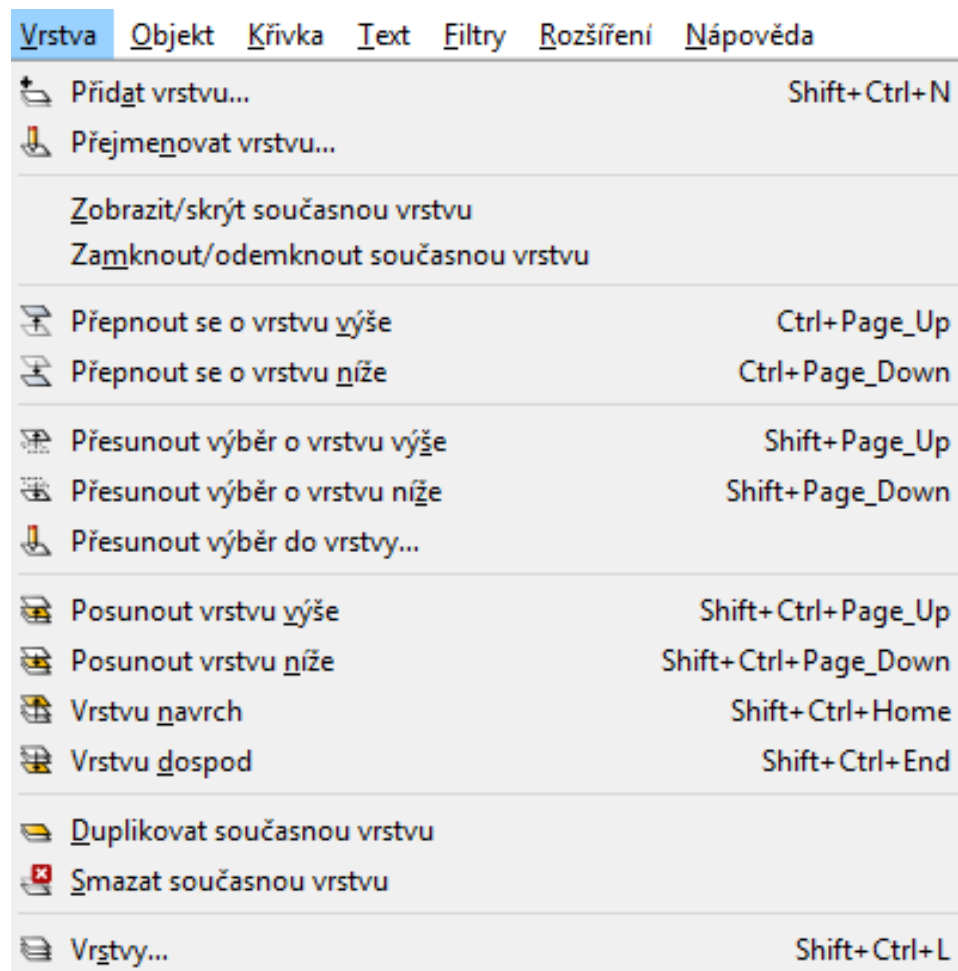 Vrstva Objekt Křivka Text Filtry Rozšíření Nápověda
Přidat vrstvu... Shift+Ctrl+N
Přejmenovat vrstvu...
Zobrazit/skrýt současnou vrstvu
Zamknout/odemknout současnou vrstvu
Přepnout se o vrstvu výše Ctrl+Page_Up
Přepnout se o vrstvu níže Ctrl+Page_Down
Přesunout výběr o vrstvu výše Shift+Page_Up
Přesunout výběr o vrstvu níže Shift+Page_Down
Přesunout výběr do vrstvy...
Posunout vrstvu výše Shift+Ctrl+Page_Up
Posunout vrstvu níže Shift+Ctrl+Page_Down
Vrstvu navrch Shift+Ctrl+Home
Vrstvu dospod Shift+Ctrl+End
Duplikovat současnou vrstvu
Smazat současnou vrstvu
Vrstvy... Shift+Ctrl+L